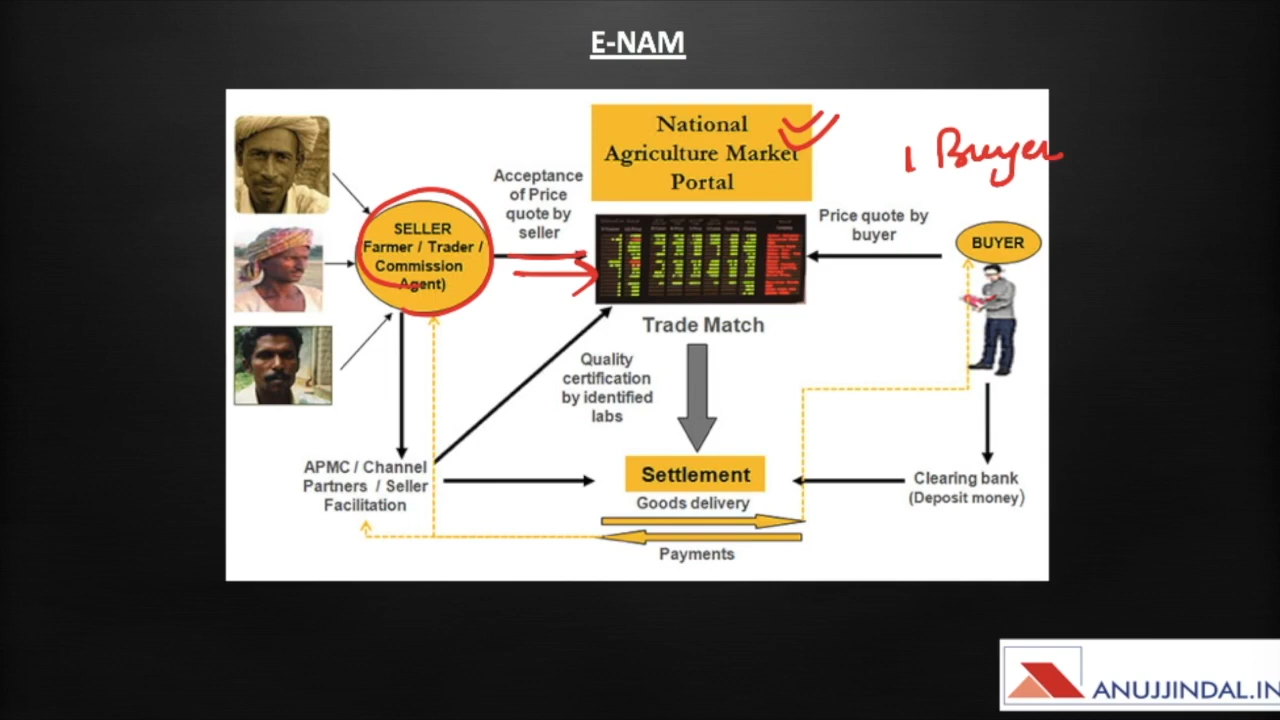 E-NAM
National
Agriculture Market
Portal
1 Buyer
Acceptance
of Price
quote by
seller
SELLER
Farmer / Trader /
Commission
Agent)
Price quote by
buyer
BUYER
Trade Match
Quality
certification
by identified
labs
APMC / Channel
Partners / Seller
Facilitation
Settlement
Goods delivery
Payments
Clearing bank
(Deposit money)
ANUJJINDAL.IN